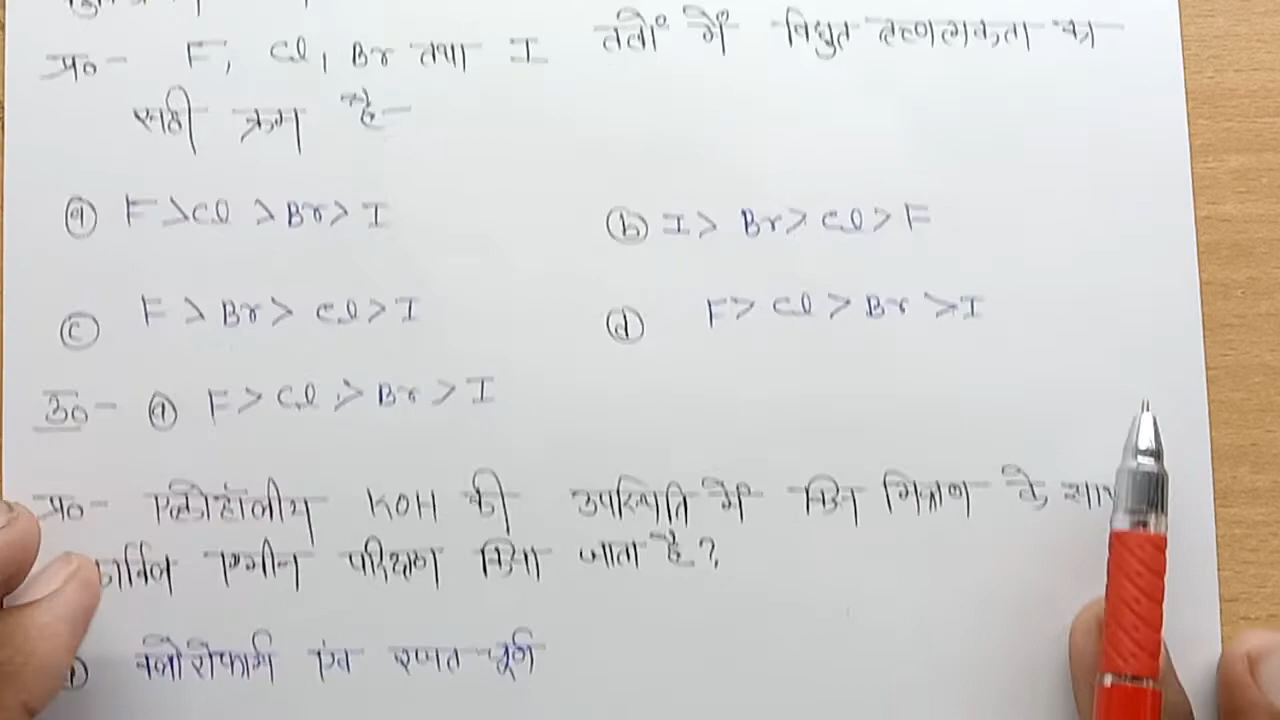 प्र०- F, Cl, Br तथा I तत्वों में विद्युत ऋणात्मकता का
सही क्रम है-
(a) F > Cl > Br > I
(b) I > Br > Cl > F
(c) F > Br > Cl > I
(d) F > Cl > Br > I
उ०- (a) F > Cl > Br > I
प्र०- एल्कोहॉलीय KOH की उपस्थिति में किन मिश्रण के साथ
कार्बिल एमीन परिक्षण किया जाता है?
क्लोरोफार्म एंव रजत चूर्ण